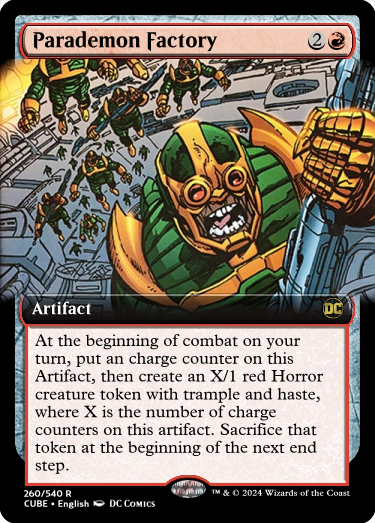 Parademon Factory 2
Artifact DC
At the beginning of combat on your
turn, put an charge counter on this
Artifact, then create an X/1 red Horror
creature token with trample and haste,
where X is the number of charge
counters on this artifact. Sacrifice that
token at the beginning of the next end
step.
260/540 R
CUBE • English DC Comics
™ & © 2024 Wizards of the Coast